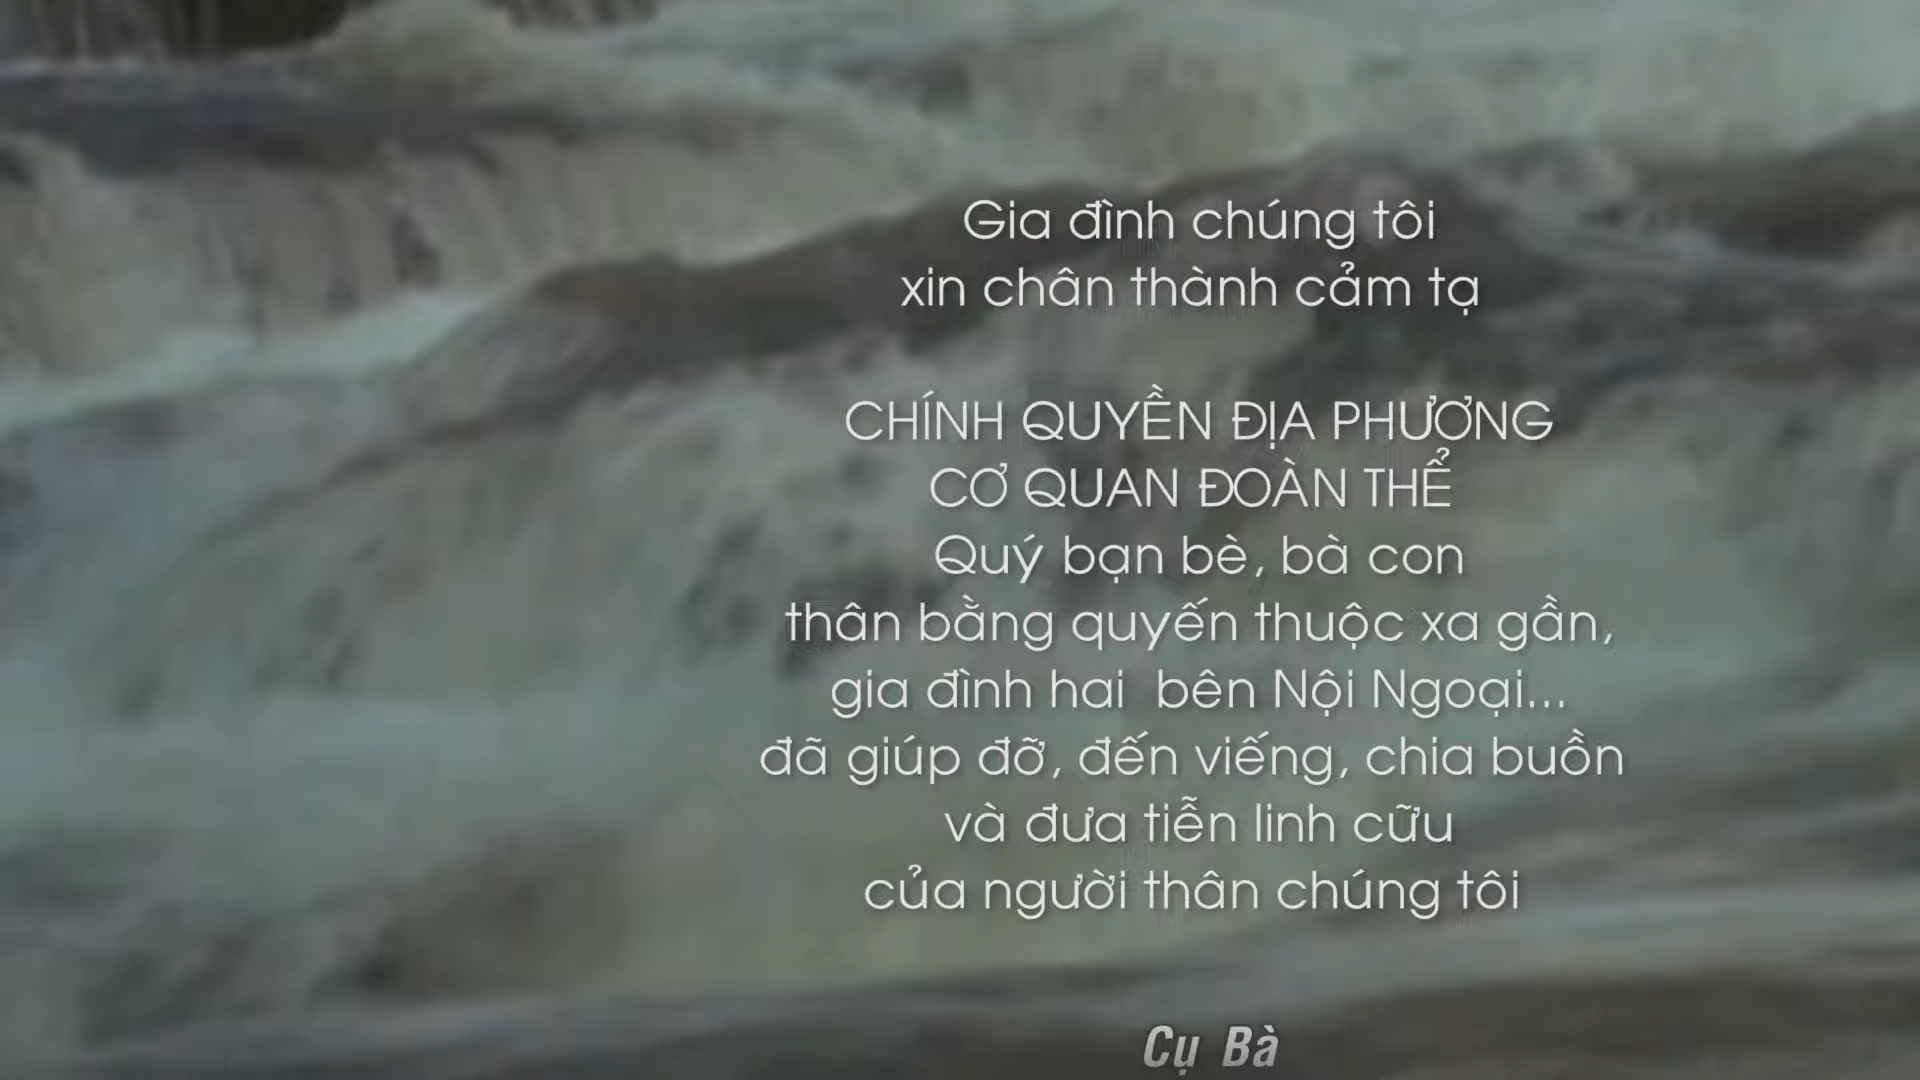 Gia đình chúng tôi
xin chân thành cảm tạ
CHÍNH QUYỀN ĐỊA PHƯƠNG
CƠ QUAN ĐOÀN THỂ
Quý bạn bè, bà con
thân bằng quyến thuộc xa gần,
gia đình hai  bên Nội Ngoại...
đã giúp đỡ, đến viếng, chia buồn
và đưa tiễn linh cữu
của người thân chúng tôi
Cụ Bà